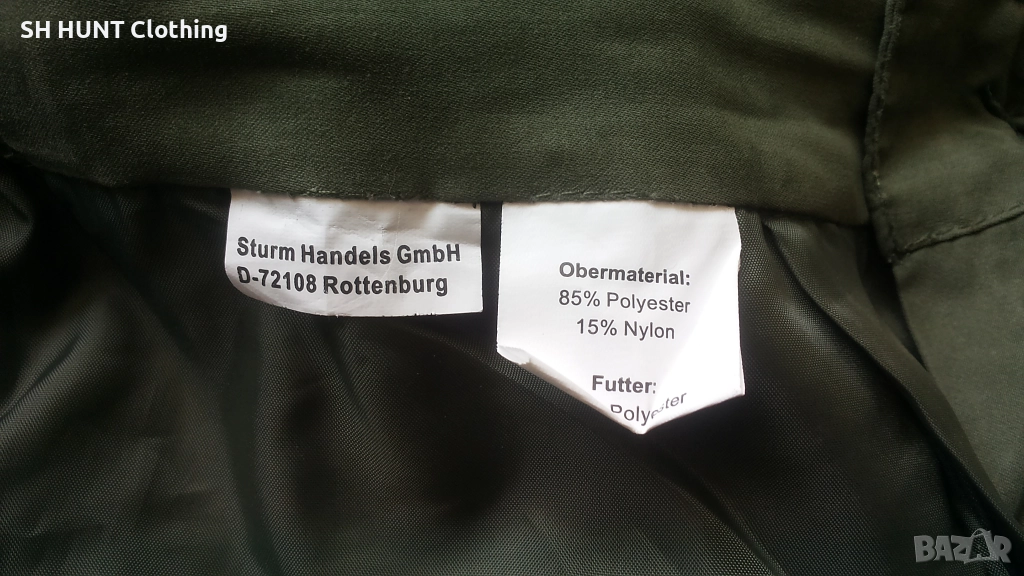 SH HUNT Clothing
Sturm Handels GmbH
D-72108 Rottenburg
Obermaterial:
85% Polyester
15% Nylon
Futter:
Polyester
BAZAR